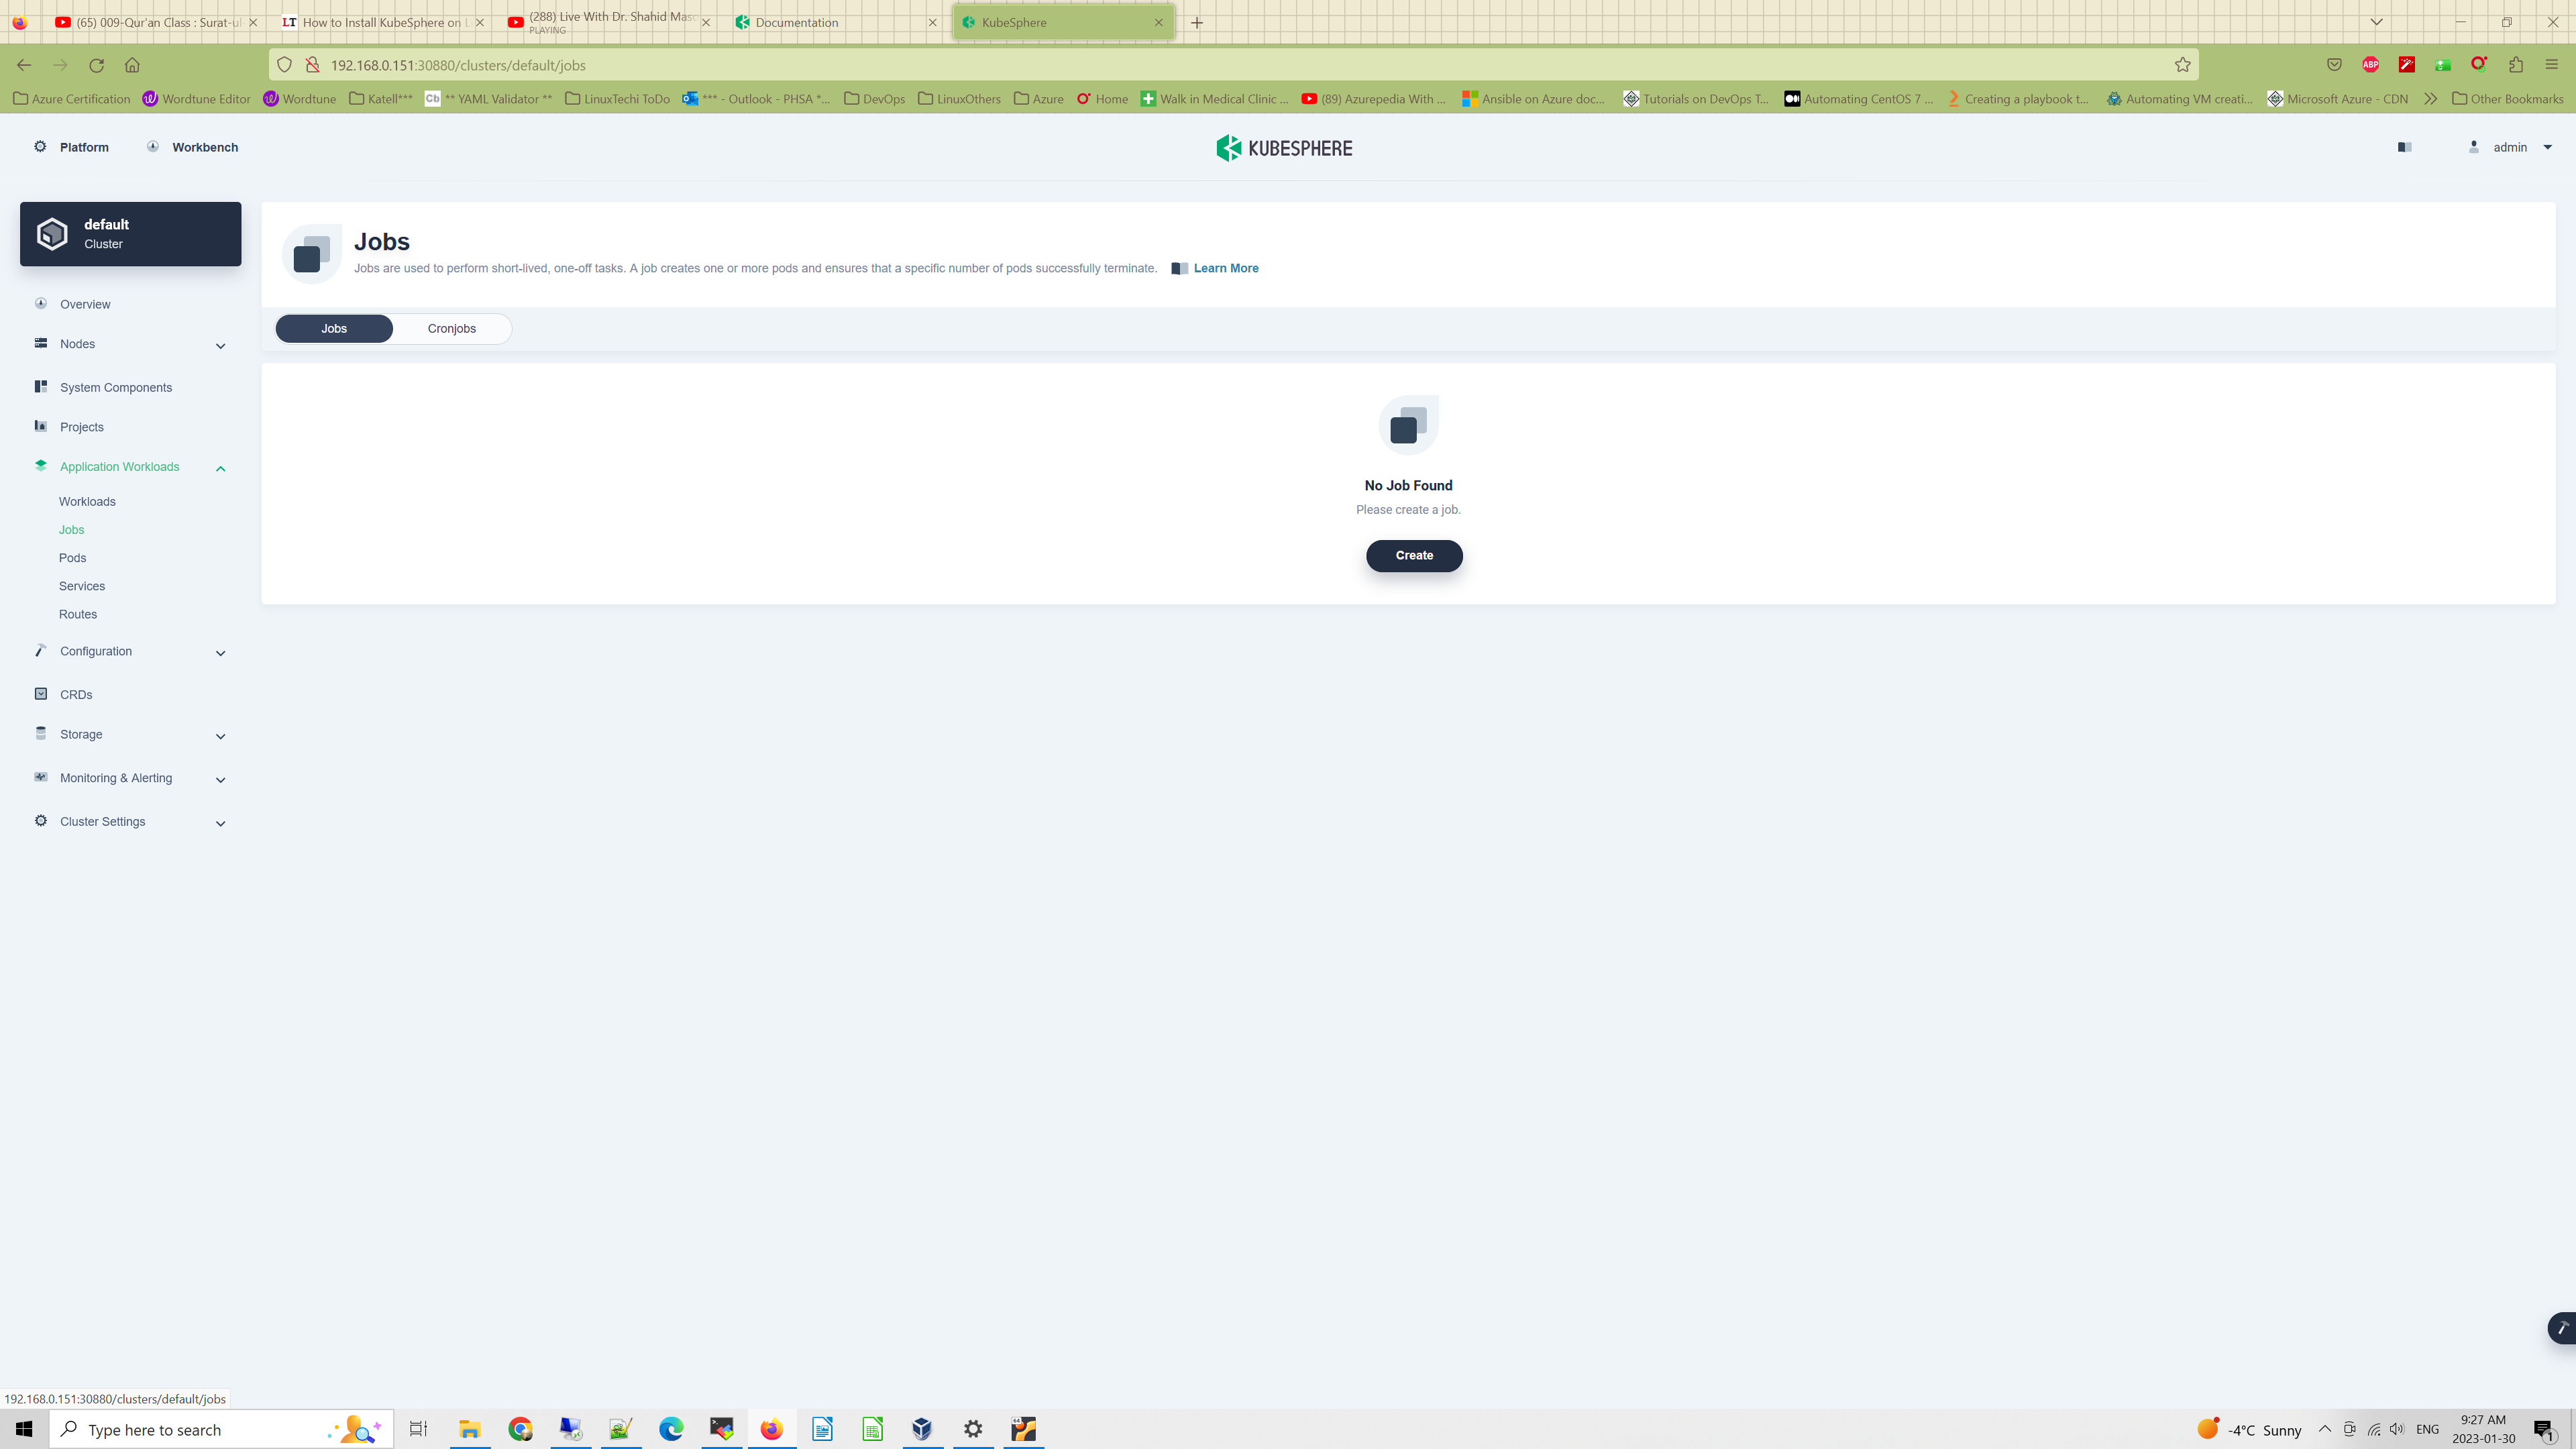 (65) 009-Qur'an Class : Surat-ul
How to Install KubeSphere on L
(288) Live With Dr. Shahid Maso
PLAYING
Documentation
KubeSphere
192.168.0.151:30880/clusters/default/jobs
Azure Certification
Wordtune Editor
Wordtune
Katell***
** YAML Validator **
LinuxTechi ToDo
*** - Outlook - PHSA *...
DevOps
LinuxOthers
Azure
Home
Walk in Medical Clinic ...
(89) Azurepedia With ...
Ansible on Azure doc...
Tutorials on DevOps T...
Automating CentOS 7 ...
Creating a playbook t...
Automating VM creati...
Microsoft Azure - CDN
Other Bookmarks
Platform
Workbench
KUBESPHERE
admin
default
Cluster
Overview
Nodes
System Components
Projects
Application Workloads
Workloads
Jobs
Pods
Services
Routes
Configuration
CRDs
Storage
Monitoring & Alerting
Cluster Settings
Jobs
Jobs are used to perform short-lived, one-off tasks. A job creates one or more pods and ensures that a specific number of pods successfully terminate. Learn More
Jobs
Cronjobs
No Job Found
Please create a job.
Create
192.168.0.151:30880/clusters/default/jobs
Type here to search
-4°C Sunny
ENG
9:27 AM
2023-01-30
1